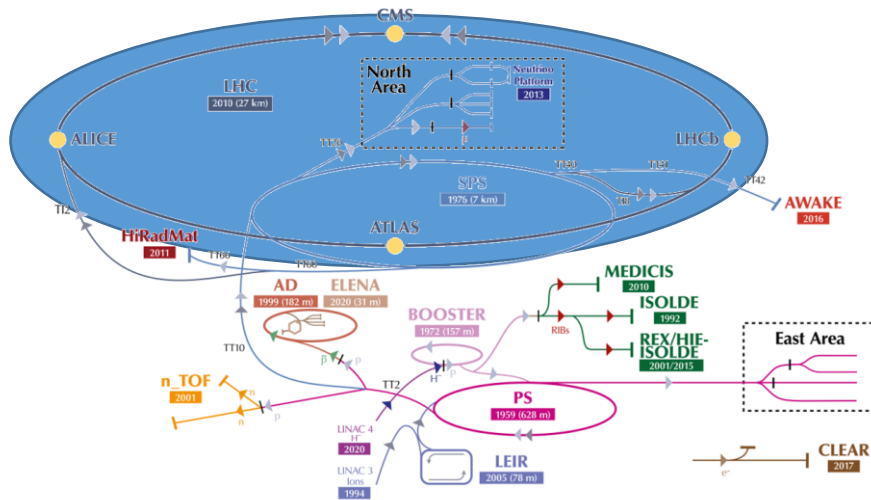 CMS
North
Area
Neutrino
Platform
2013
LHC
2010 (27 km)
ALICE
LHCb
TT20
TT40
TT41
TT42
SPS
1976 (7 km)
TI8
TI2
AWAKE
2016
ATLAS
HiRadMat
2011
TT66
TT60
AD
1999 (182 m)
ELENA
2020 (31 m)
BOOSTER
1972 (157 m)
MEDICIS
2010
ISOLDE
1992
RIBs
REX/HIE-
ISOLDE
2001/2015
East Area
TT10
p
p
H⁻
p
TT2
n_TOF
2001
n
n
p
PS
1959 (628 m)
LINAC 4
H⁻
2020
LINAC 3
Ions
1994
LEIR
2005 (78 m)
CLEAR
2017
e⁻